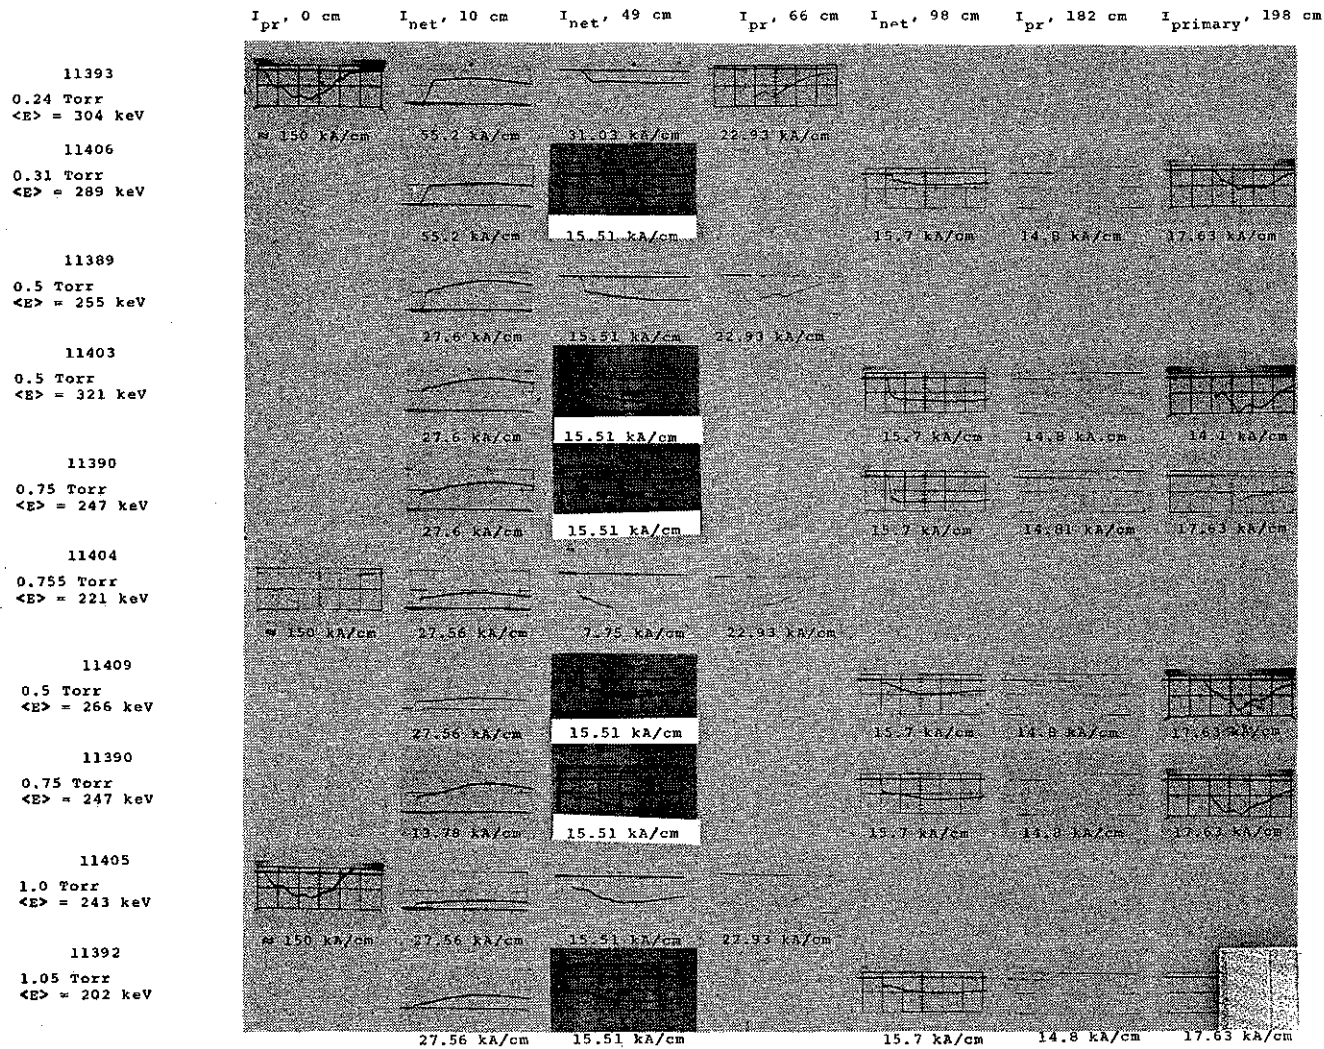 I_pr, 0 cm I_net, 10 cm I_net, 49 cm I_pr, 66 cm I_net, 98 cm I_pr, 182 cm I_primary, 198 cm
11393
0.24 Torr
<E> = 304 keV
≈ 150 kA/cm 55.2 kA/cm 31.03 kA/cm 22.93 kA/cm
11406
0.31 Torr
<E> = 289 keV
55.2 kA/cm 15.51 kA/cm 15.7 kA/cm 14.8 kA/cm 17.63 kA/cm
11389
0.5 Torr
<E> = 255 keV
27.6 kA/cm 15.51 kA/cm 22.93 kA/cm
11403
0.5 Torr
<E> = 321 keV
27.6 kA/cm 15.51 kA/cm 15.7 kA/cm 14.8 kA.cm 14.1 kA/cm
11390
0.75 Torr
<E> = 247 keV
27.6 kA/cm 15.51 kA/cm 15.7 kA/cm 14.81 kA/cm 17.63 kA/cm
11404
0.755 Torr
<E> = 221 keV
≈ 150 kA/cm 27.56 kA/cm 7.75 kA/cm 22.93 kA/cm
11409
0.5 Torr
<E> = 266 keV
27.56 kA/cm 15.51 kA/cm 15.7 kA/cm 14.8 kA/cm 17.63 kA/cm
11390
0.75 Torr
<E> = 247 keV
13.78 kA/cm 15.51 kA/cm 15.7 kA/cm 14.8 kA/cm 17.63 kA/cm
11405
1.0 Torr
<E> = 243 keV
≈ 150 kA/cm 27.56 kA/cm 15.51 kA/cm 22.93 kA/cm
11392
1.05 Torr
<E> = 202 keV
27.56 kA/cm 15.51 kA/cm 15.7 kA/cm 14.8 kA/cm 17.63 kA/cm